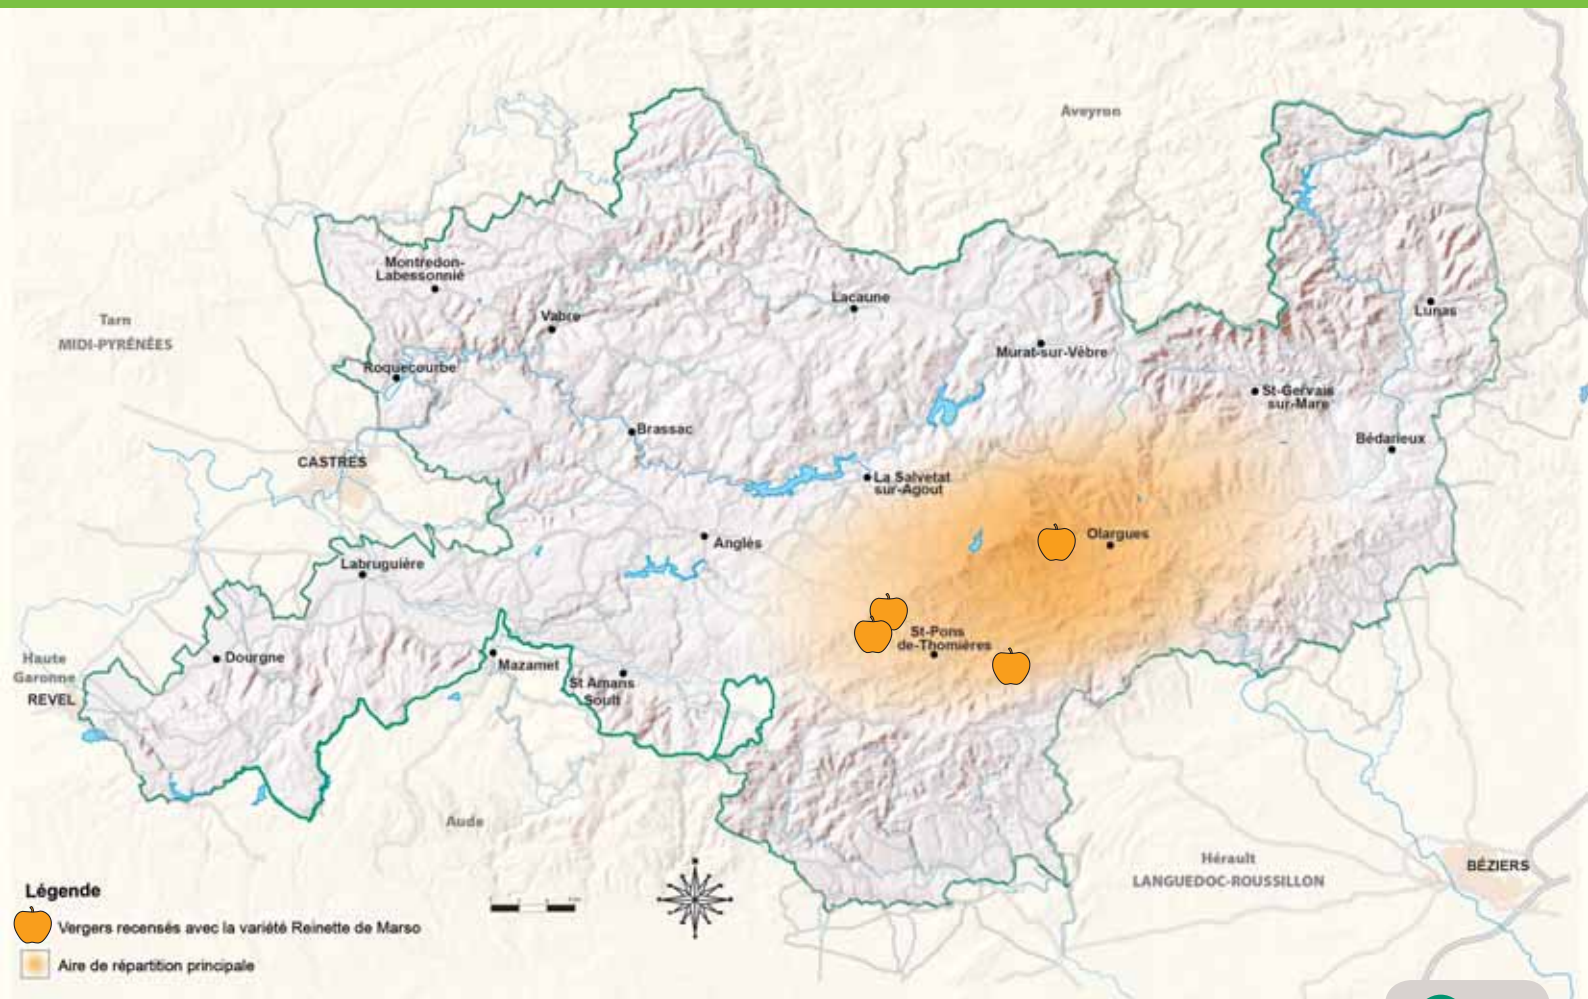 Aveyron
Montredon-
Labessonnié
Lacaune
Lunas
Vabre
Tarn
MIDI-PYRÉNÉES
Murat-sur-Vèbre
Roquecourbe
St-Gervais
sur-Mare
Brassac
Bédarieux
CASTRES
La Salvetat
sur-Agout
Olargues
Anglès
Labruguière
St-Pons
de-Thomières
Dourgne
Haute
Garonne
REVEL
Mazamet
St Amans
Soult
Aude
Hérault
LANGUEDOC-ROUSSILLON
BÉZIERS
Légende
Vergers recensés avec la variété Reinette de Marso
Aire de répartition principale